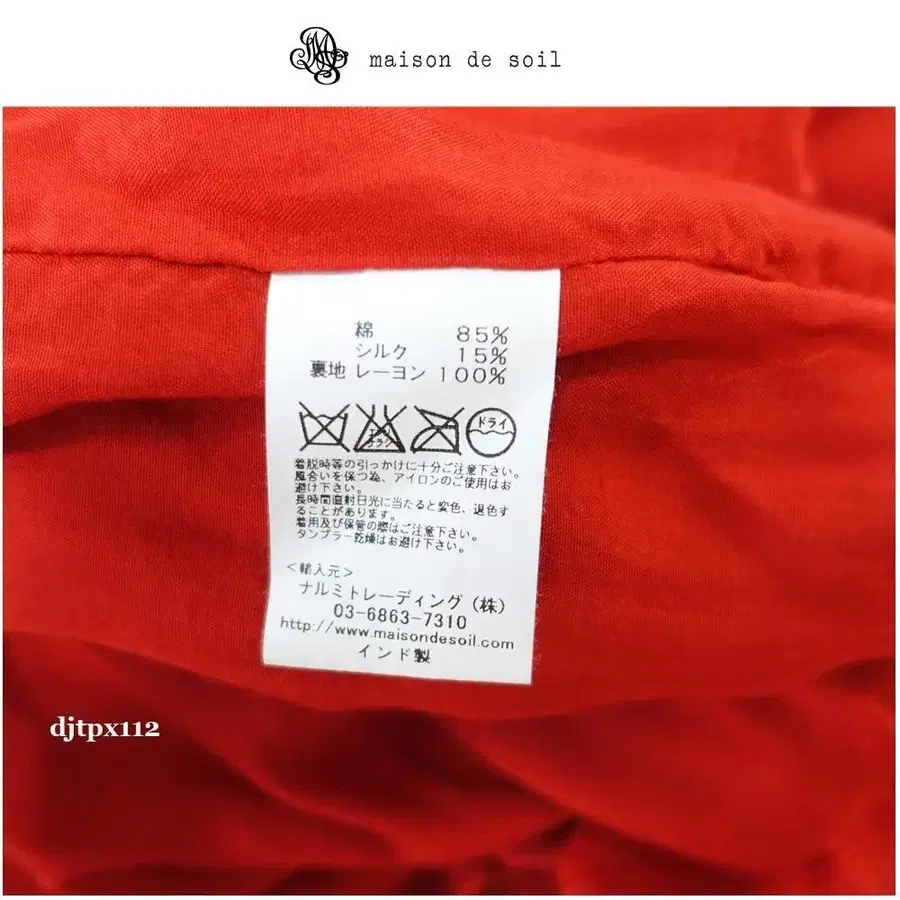 maison de soil
綿 85%
シルク 15%
裏地 レーヨン 100%
エンソ
サラシ
ドライ
着脱時等の引っかけに十分ご注意下さい。
風合いを保つ為、アイロンのご使用はお
避け下さい。
長時間直射日光に当たると変色、退色す
ることがあります。
着用及び保管の際はご注意下さい。
タンブラー乾燥はお避け下さい。
<輸入元>
ナルミトレーディング(株)
03-6863-7310
http://www.maisondesoil.com
インド製
djtpx112